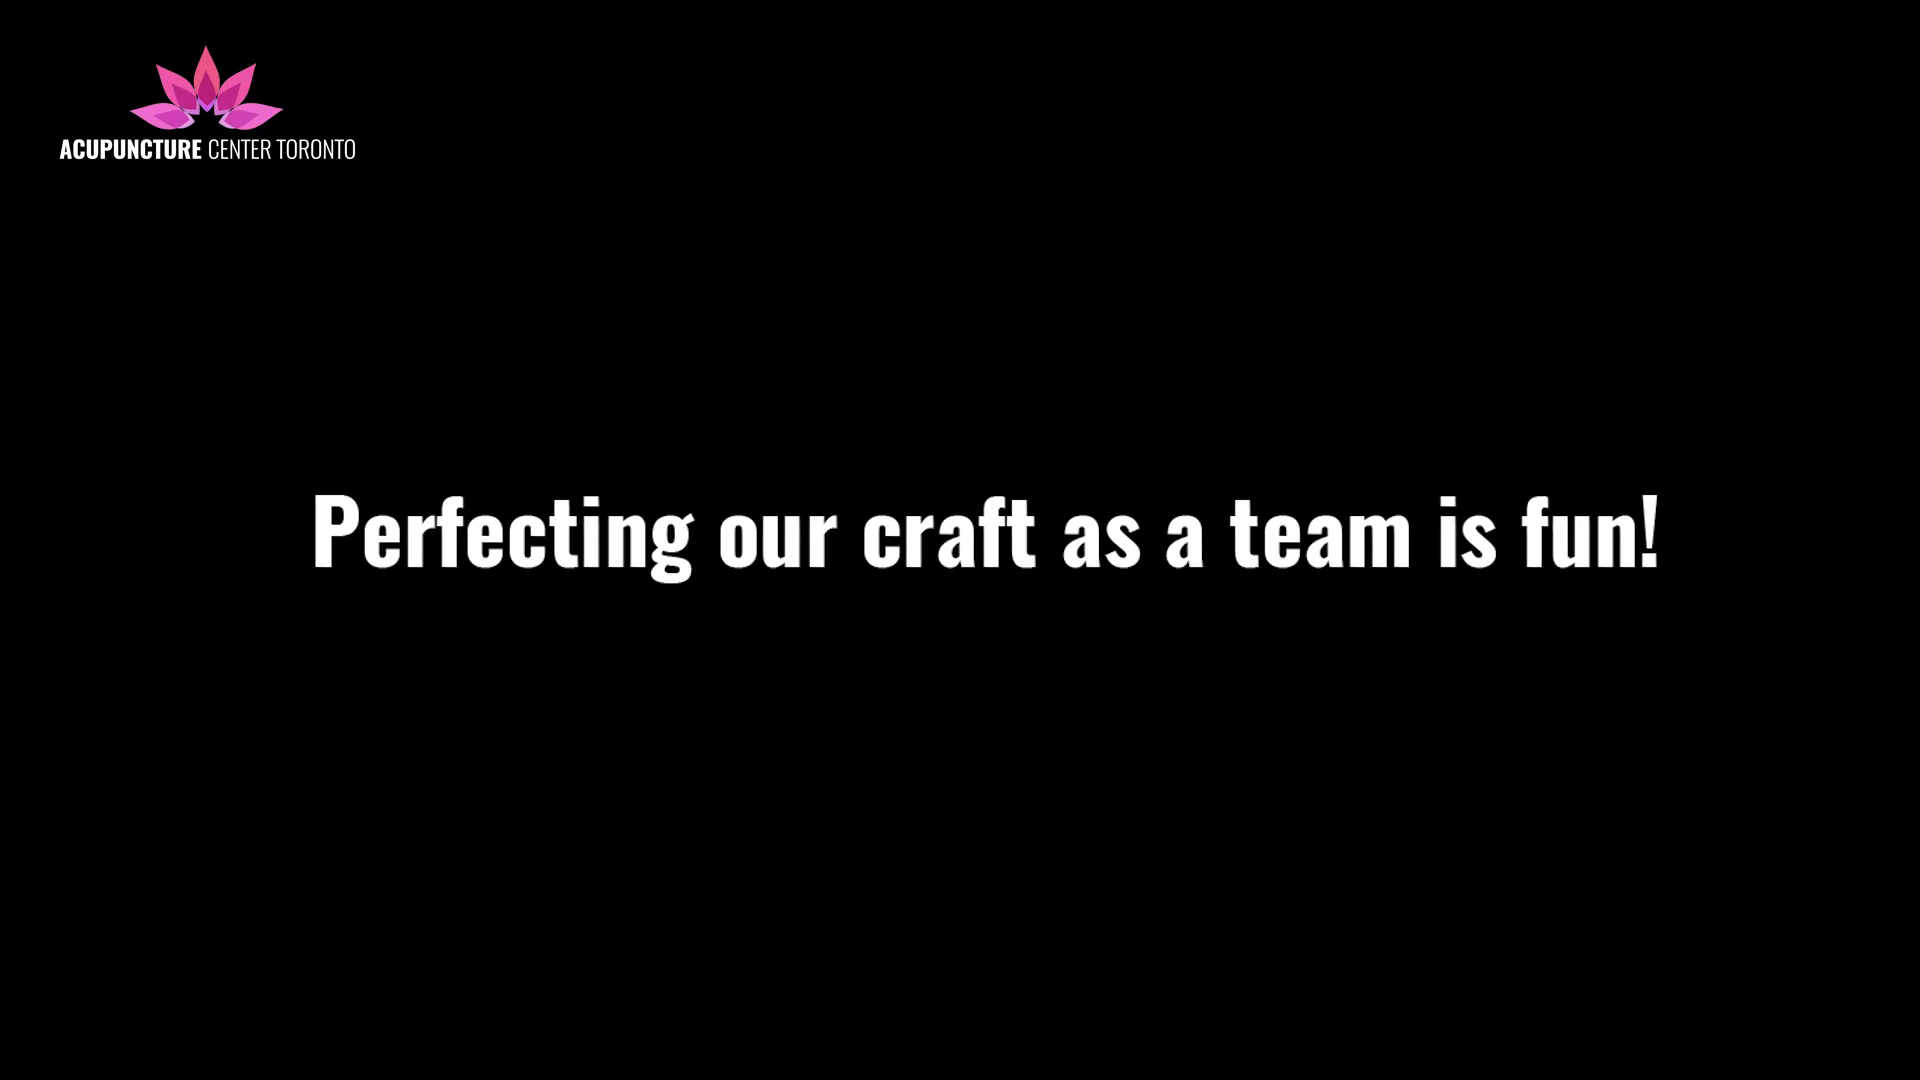 ACUPUNCTURE CENTER TORONTO
Perfecting our craft as a team is fun!